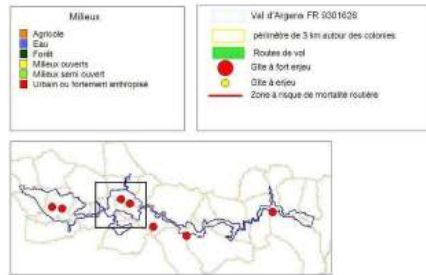 Milieux
Agricole
Eau
Forêt
Milieux ouverts
Milieux semi ouvert
Urbain ou fortement anthropisé
Val d'Argens FR 9301626
périmètre de 3 km autour des colonies
Routes de vol
Gîte à fort enjeu
Gîte à enjeu
Zone à risque de mortalité routière